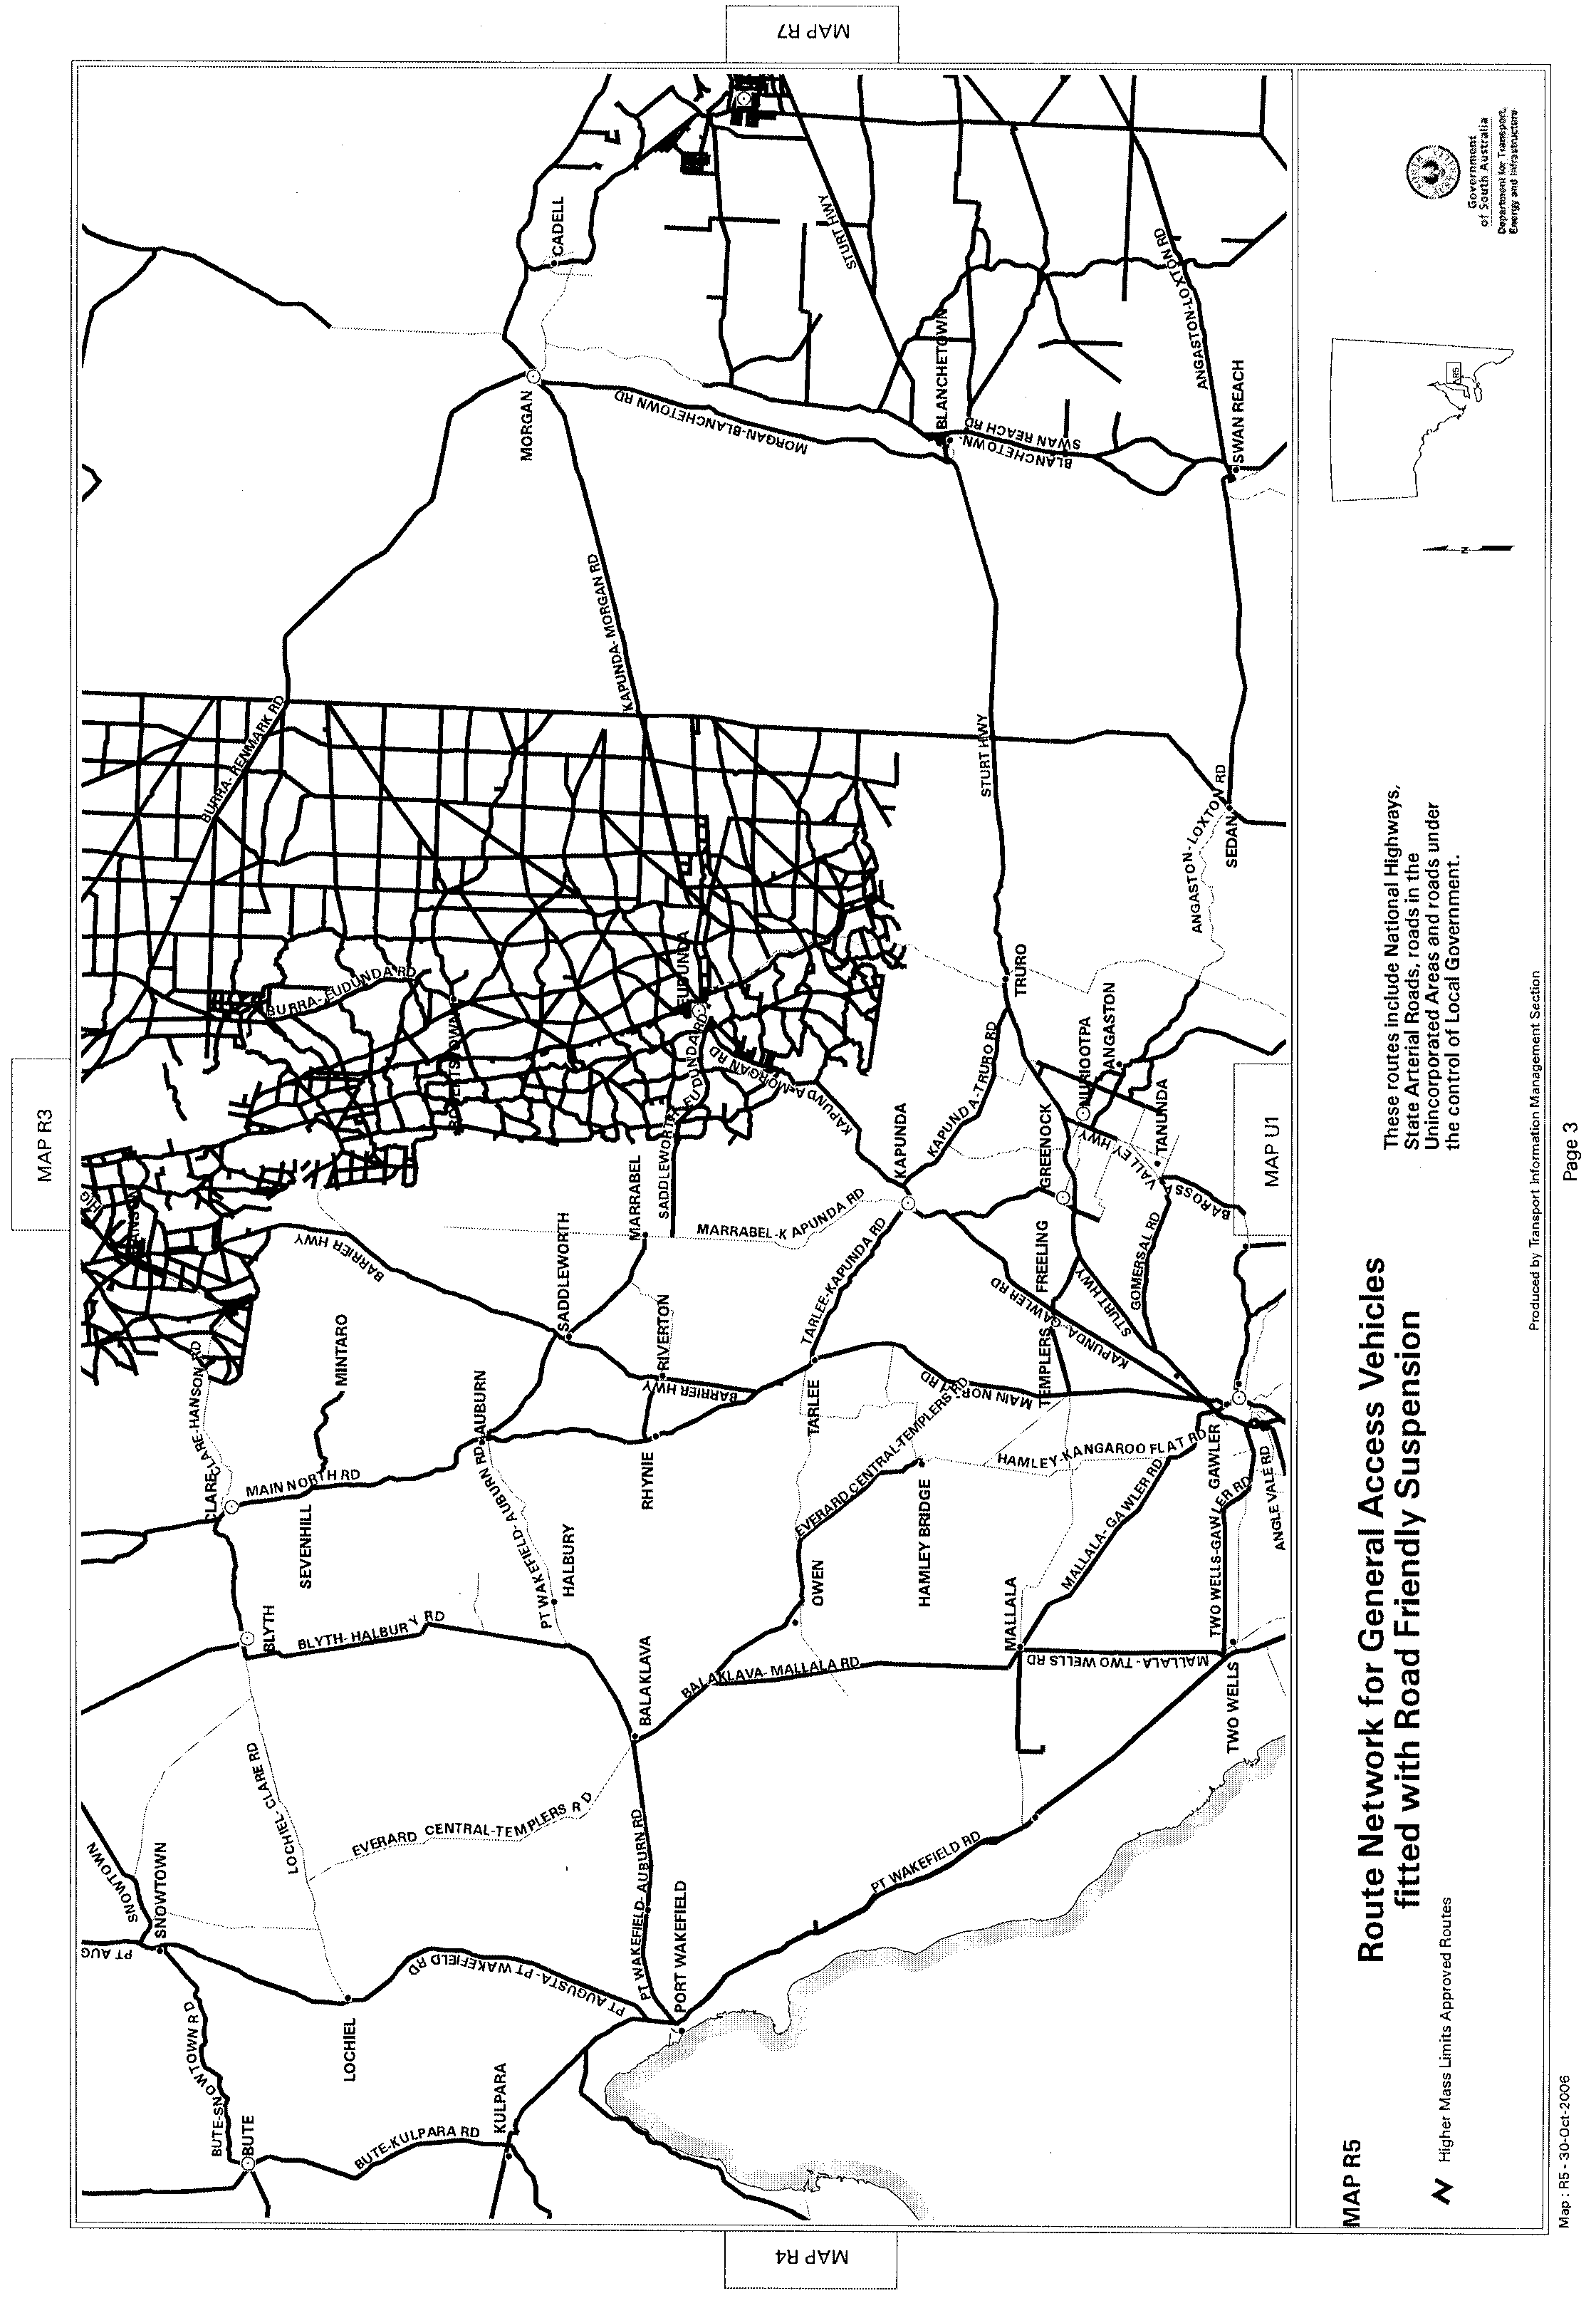 MAP R3
MAP R4
MAP R7
MAP U1
PT AUG
SNOWTOWN
SNOWTOWN
BUTE-SNOWTOWN RD
BUTE
BUTE-KULPARA RD
KULPARA
LOCHIEL
PT AUGUSTA-PT WAKEFIELD RD
PORT WAKEFIELD
PT WAKEFIELD-AUBURN RD
PT WAKEFIELD RD
LOCHIEL-CLARE RD
EVERARD CENTRAL-TEMPLERS RD
BLYTH
BLYTH-HALBURY RD
BALAKLAVA
BALAKLAVA-MALLALA RD
HALBURY
PT WAKEFIELD-AUBURN RD
CLARE
CLARE-HANSON RD
MAIN NORTH RD
SEVENHILL
MINTARO
AUBURN
RHYNIE
RIVERTON
BARRIER HWY
BARRIER HWY
SADDLEWORTH
MARRABEL
MARRABEL-KAPUNDA RD
SADDLEWORTH-EUDUNDA RD
BURRA-EUDUNDA RD
BURRA-RENMARK RD
EUDUNDA
KAPUNDA-MORGAN RD
KAPUNDA-MORGAN RD
MORGAN
CADELL
MORGAN-BLANCHETOWN RD
BLANCHETOWN
BLANCHETOWN-SWAN REACH RD
SWAN REACH
ANGASTON-LOXTON RD
STURT HWY
STURT HWY
SEDAN
ANGASTON-LOXTON RD
TRURO
KAPUNDA-TRURO RD
KAPUNDA
TARLEE-KAPUNDA RD
TARLEE
OWEN
EVERARD CENTRAL-TEMPLERS RD
HAMLEY BRIDGE
MAIN NORTH RD
TEMPLERS
FREELING
KAPUNDA-GAWLER RD
STURT HWY
GOMERSAL RD
GREENOCK
NURIOOTPA
ANGASTON
TANUNDA
BAROSSA VALLEY HWY
HAMLEY-KANGAROO FLAT RD
MALLALA-GAWLER RD
MALLALA
MALLALA-TWO WELLS RD
TWO WELLS
TWO WELLS-GAWLER RD
GAWLER
ANGLE VALE RD
MAP R5
Route Network for General Access Vehicles
fitted with Road Friendly Suspension
Higher Mass Limits Approved Routes
These routes include National Highways,
State Arterial Roads, roads in the
Unincorporated Areas and roads under
the control of Local Government.
N
Government
of South Australia
Department for Transport,
Energy and Infrastructure
Produced by Transport Information Management Section
Map : R5 - 30-Oct-2006
Page 3